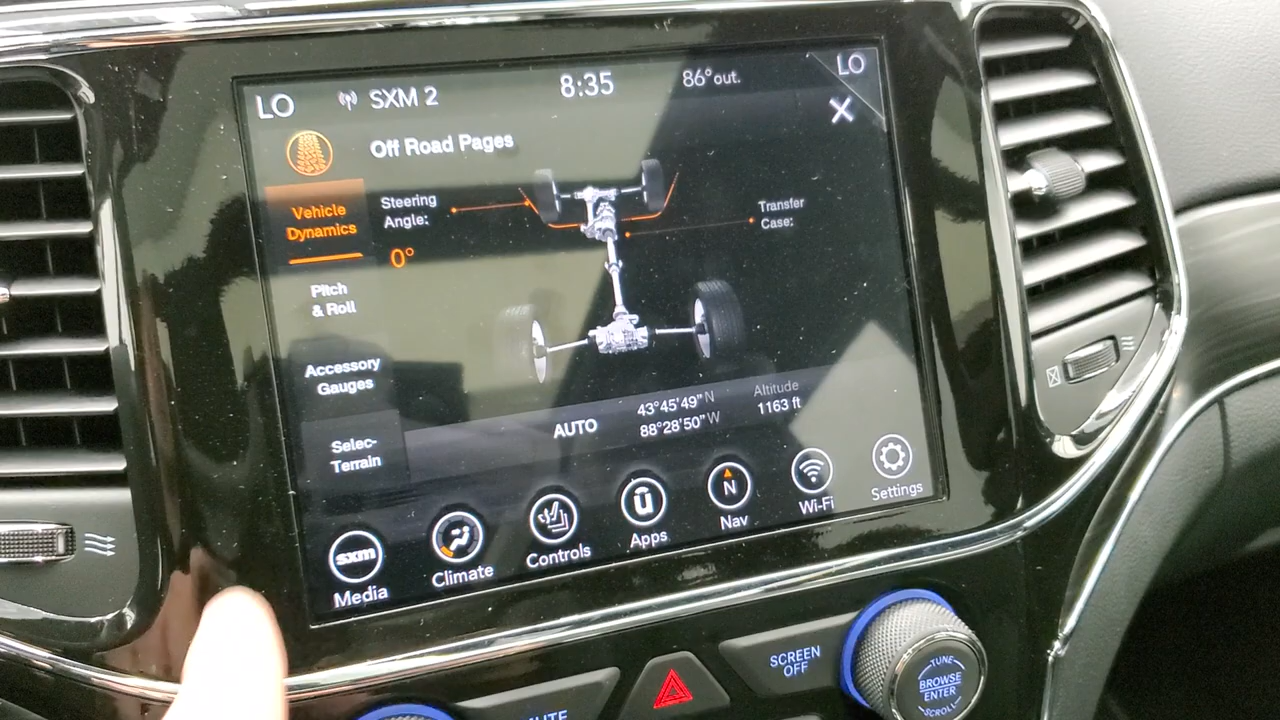 LO
SXM 2
8:35
86° out.
LO
X
Off Road Pages
Vehicle
Dynamics
Steering
Angle:
0°
Transfer
Case:
Pitch
& Roll
Accessory
Gauges
Selec-
Terrain
AUTO
43°45'49" N
88°28'50" W
Altitude
1163 ft
sxm
Media
Climate
Controls
Apps
N
Nav
Wi-Fi
Settings
MUTE
SCREEN
OFF
TUNE
BROWSE
ENTER
SCROLL